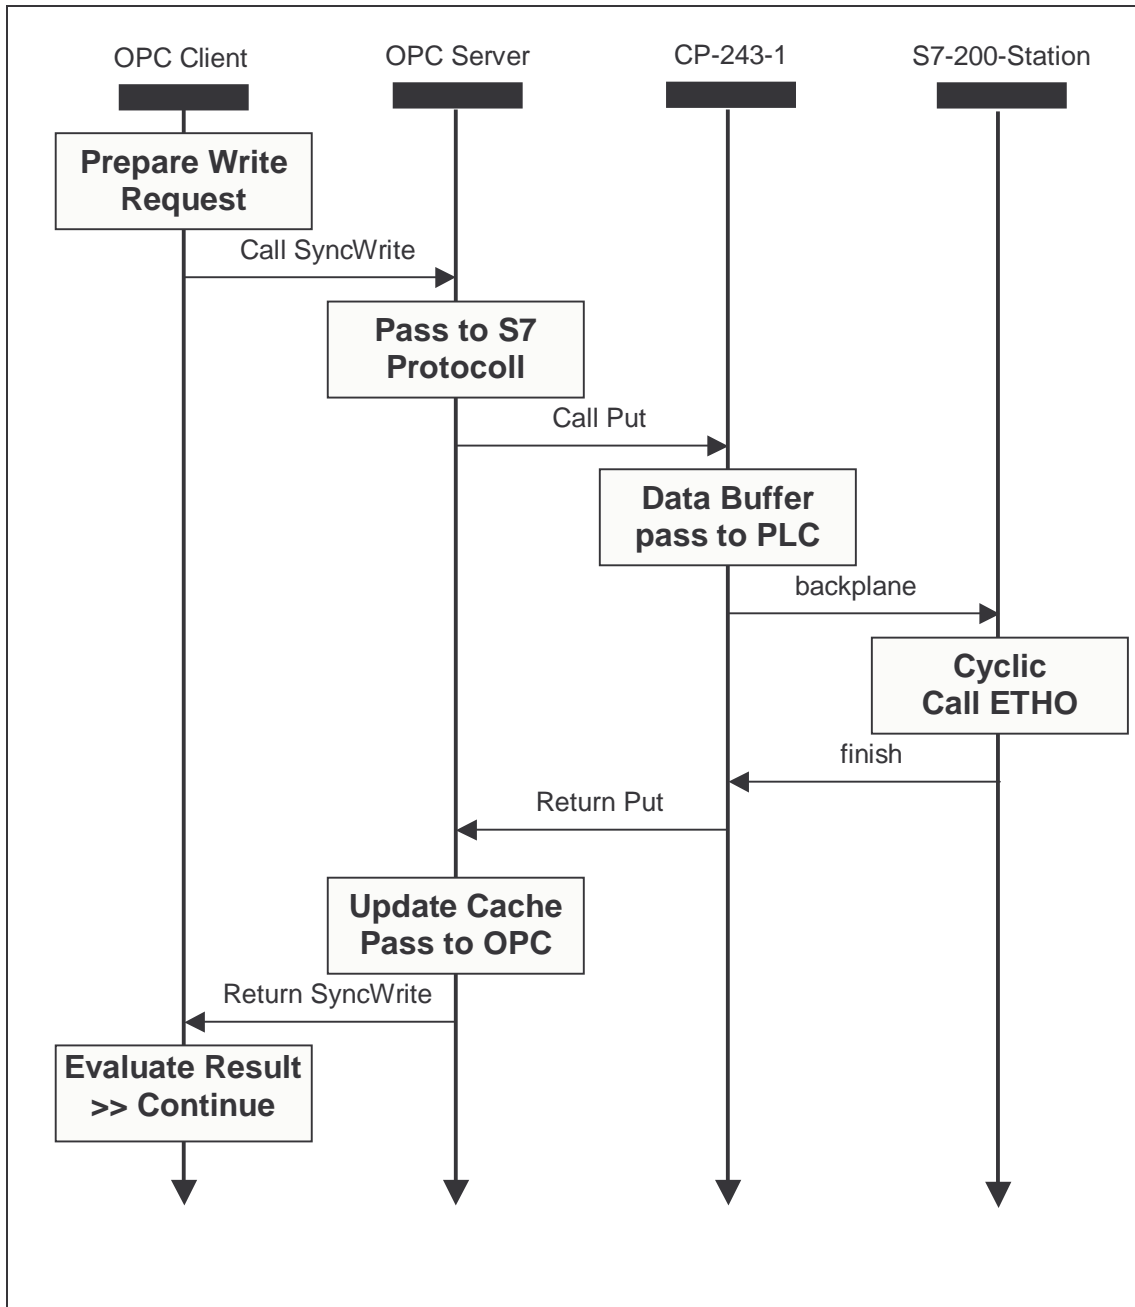 OPC Client
OPC Server
CP-243-1
S7-200-Station
Prepare Write
Request
Call SyncWrite
Pass to S7
Protocoll
Call Put
Data Buffer
pass to PLC
backplane
Cyclic
Call ETHO
finish
Return Put
Update Cache
Pass to OPC
Return SyncWrite
Evaluate Result
>> Continue